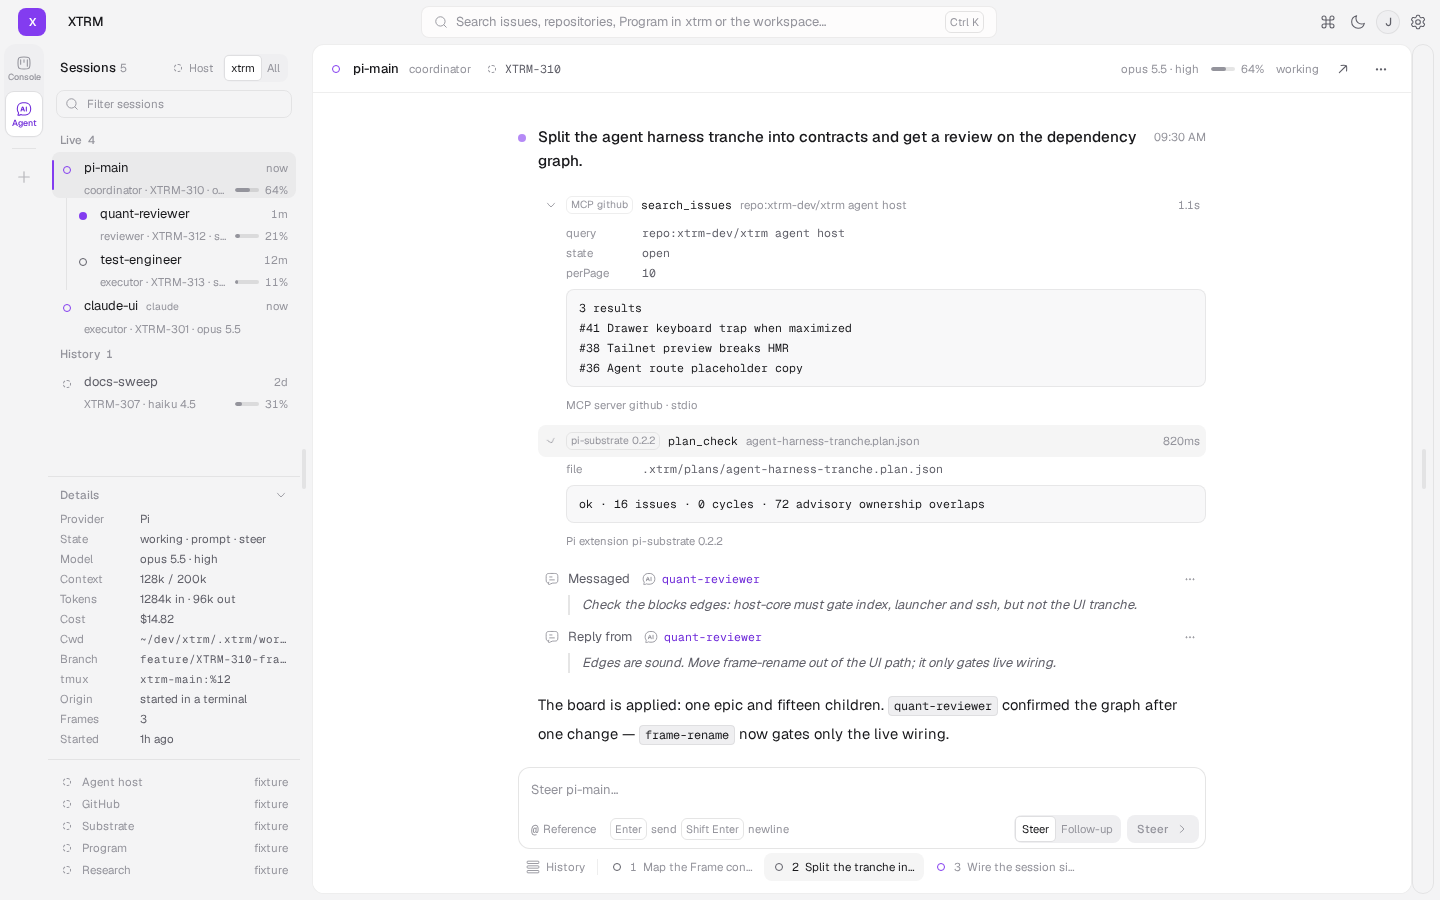 X XTRM
Search issues, repositories, Program in xtrm or the workspace... Ctrl K
J
Console
Agent
Sessions 5 Host xtrm All
Filter sessions
Live 4
pi-main now
coordinator · XTRM-310 · o... 64%
quant-reviewer 1m
reviewer · XTRM-312 · s... 21%
test-engineer 12m
executor · XTRM-313 · s... 11%
claude-ui claude now
executor · XTRM-301 · opus 5.5
History 1
docs-sweep 2d
XTRM-307 · haiku 4.5 31%
Details
Provider Pi
State working · prompt · steer
Model opus 5.5 · high
Context 128k / 200k
Tokens 1284k in · 96k out
Cost $14.82
Cwd ~/dev/xtrm/.xtrm/wor...
Branch feature/XTRM-310-fra...
tmux xtrm-main:%12
Origin started in a terminal
Frames 3
Started 1h ago
Agent host fixture
GitHub fixture
Substrate fixture
Program fixture
Research fixture
pi-main coordinator XTRM-310 opus 5.5 · high 64% working
Split the agent harness tranche into contracts and get a review on the dependency 09:30 AM
graph.
MCP github search_issues repo:xtrm-dev/xtrm agent host 1.1s
query repo:xtrm-dev/xtrm agent host
state open
perPage 10
3 results
#41 Drawer keyboard trap when maximized
#38 Tailnet preview breaks HMR
#36 Agent route placeholder copy
MCP server github · stdio
pi-substrate 0.2.2 plan_check agent-harness-tranche.plan.json 820ms
file .xtrm/plans/agent-harness-tranche.plan.json
ok · 16 issues · 0 cycles · 72 advisory ownership overlaps
Pi extension pi-substrate 0.2.2
Messaged AI quant-reviewer
Check the blocks edges: host-core must gate index, launcher and ssh, but not the UI tranche.
Reply from AI quant-reviewer
Edges are sound. Move frame-rename out of the UI path; it only gates live wiring.
The board is applied: one epic and fifteen children. quant-reviewer confirmed the graph after
one change — frame-rename now gates only the live wiring.
Steer pi-main...
@ Reference Enter send Shift Enter newline Steer Follow-up Steer
History 1 Map the Frame con... 2 Split the tranche in... 3 Wire the session si...